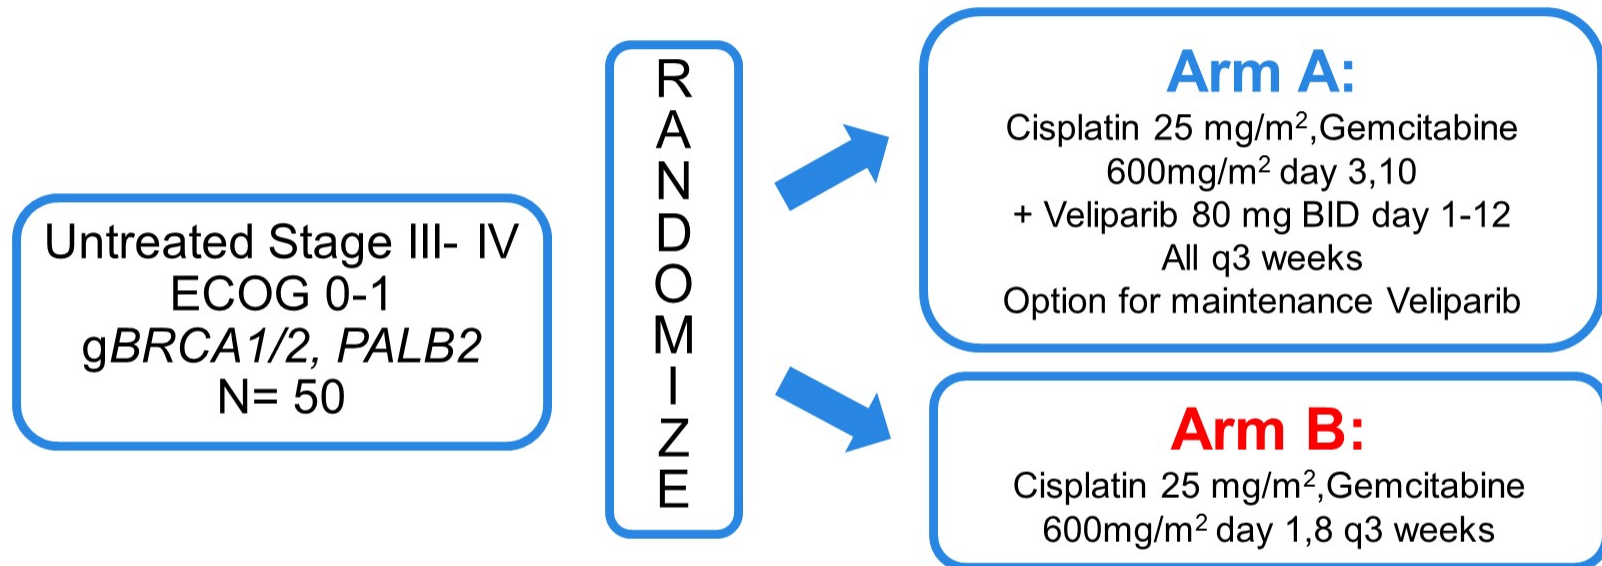 Untreated Stage III- IV
ECOG 0-1
gBRCA1/2, PALB2
N= 50
R
A
N
D
O
M
I
Z
E
Arm A:
Cisplatin 25 mg/m²,Gemcitabine
600mg/m² day 3,10
+ Veliparib 80 mg BID day 1-12
All q3 weeks
Option for maintenance Veliparib
Arm B:
Cisplatin 25 mg/m²,Gemcitabine
600mg/m² day 1,8 q3 weeks